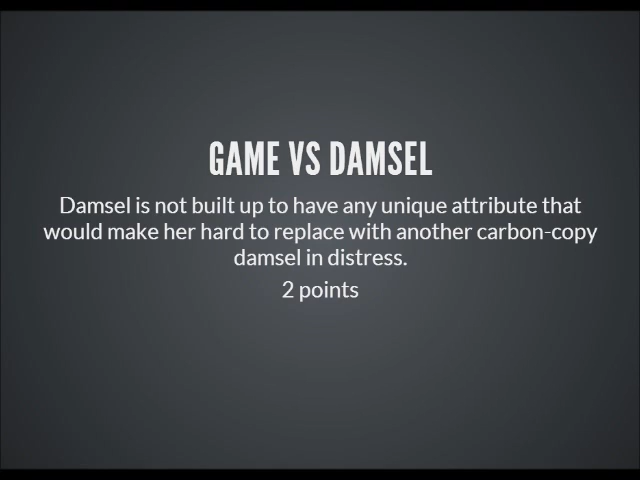 GAME VS DAMSEL
Damsel is not built up to have any unique attribute that
would make her hard to replace with another carbon-copy
damsel in distress.
2 points